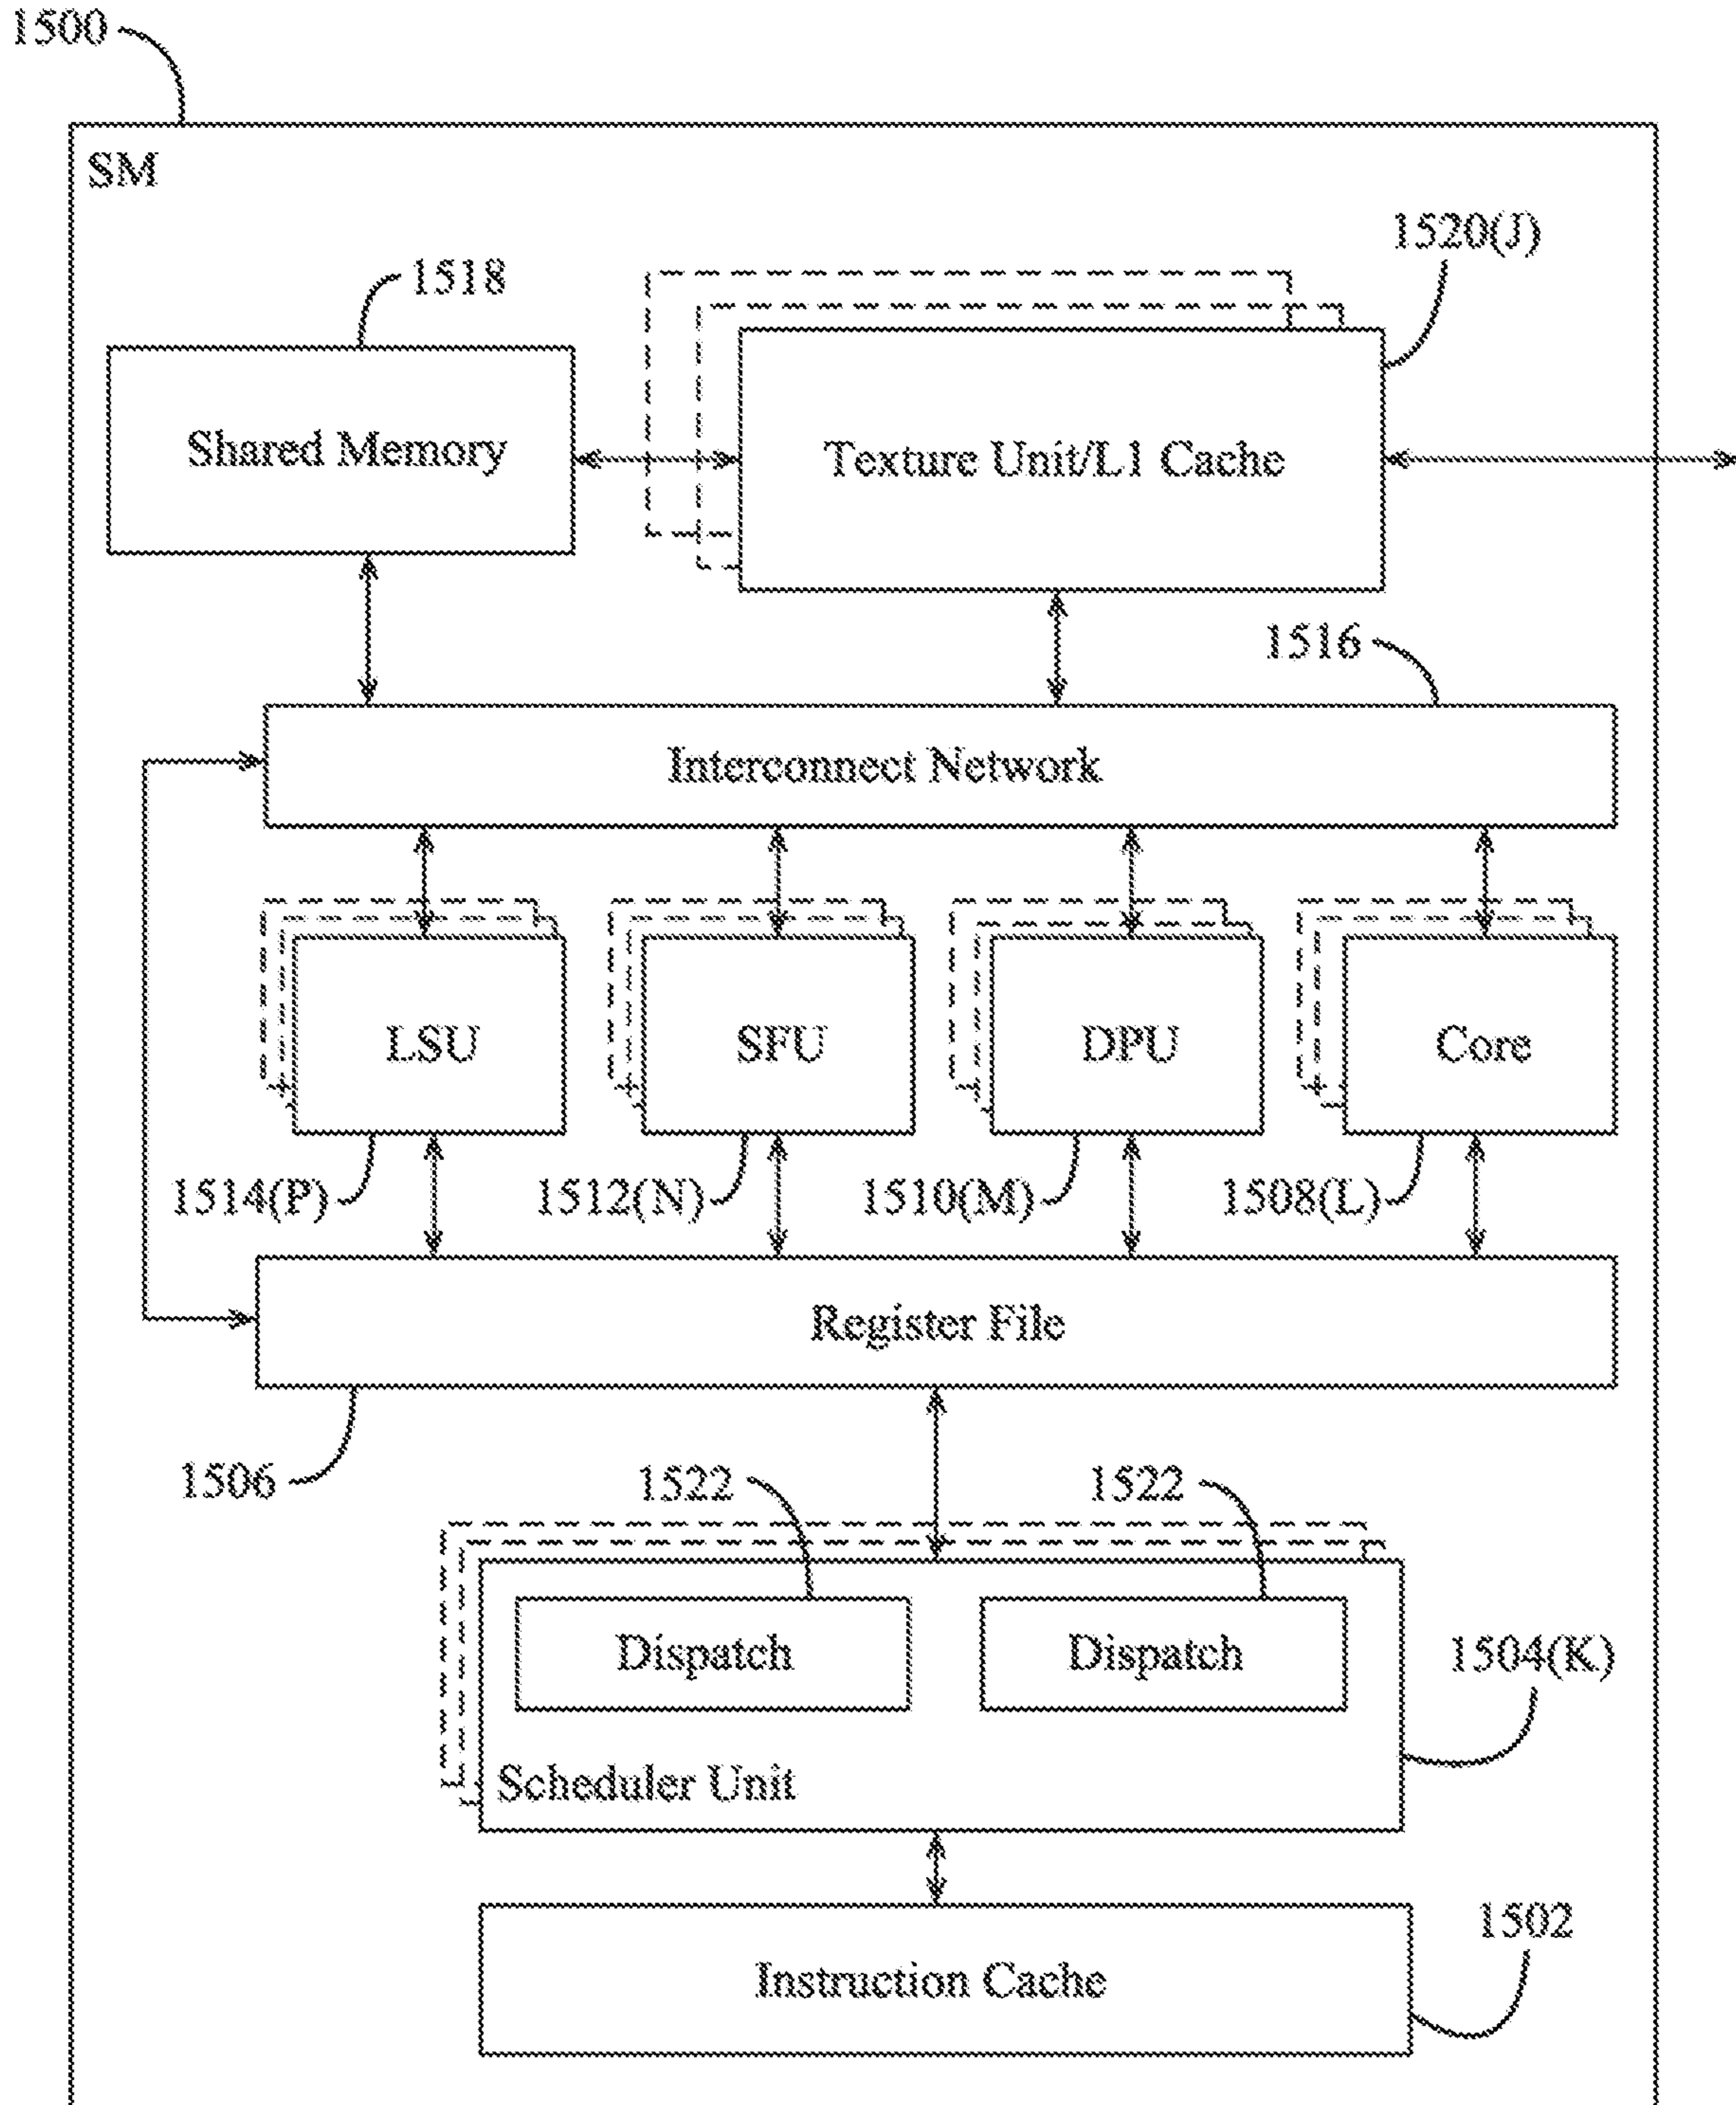 1500
SM
1520(J)
1518
Shared Memory
Texture Unit/L1 Cache
1516
Interconnect Network
LSU
SFU
DPU
Core
1514(P)
1512(N)
1510(M)
1508(L)
Register File
1506
1522
1522
Dispatch
Dispatch
1504(K)
Scheduler Unit
1502
Instruction Cache